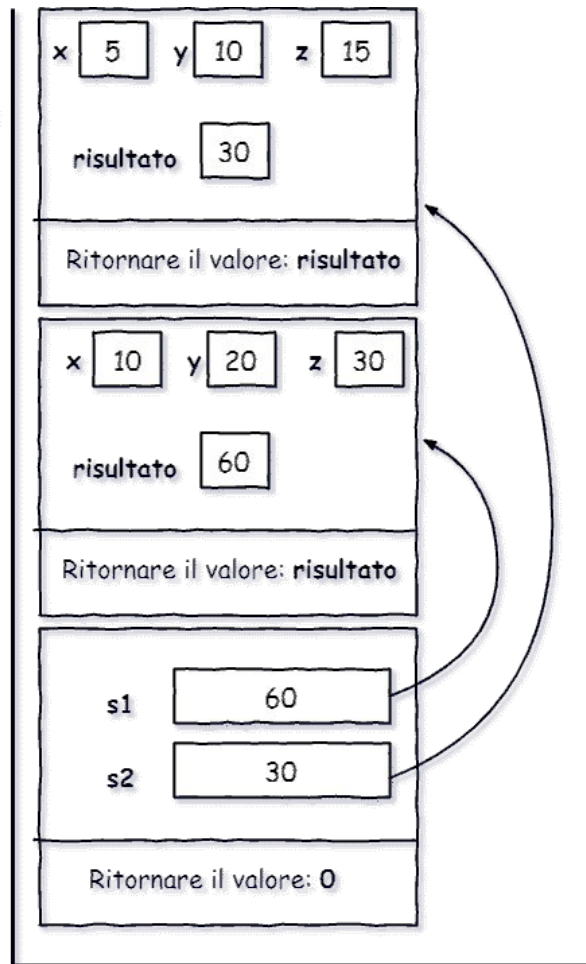 x 5 y 10 z 15
risultato 30
Ritornare il valore: risultato
x 10 y 20 z 30
risultato 60
Ritornare il valore: risultato
s1 60
s2 30
Ritornare il valore: 0